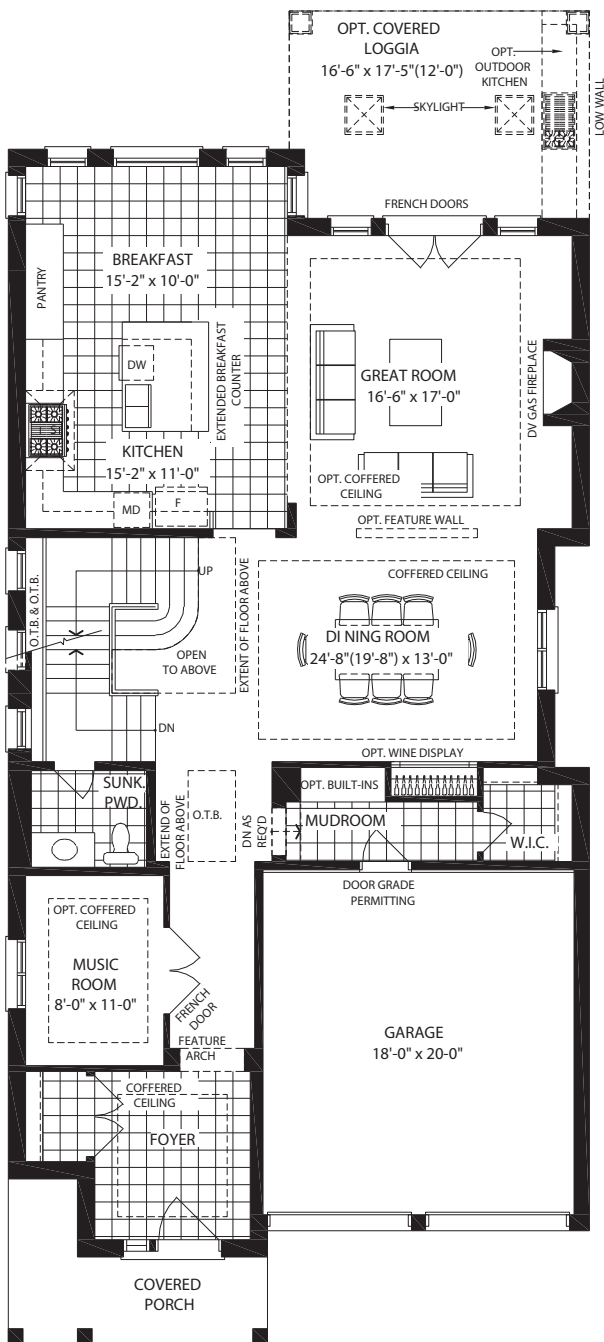 OPT. COVERED
LOGGIA
16'-6" x 17'-5"(12'-0")
OPT.
OUTDOOR
KITCHEN
SKYLIGHT
LOW WALL
FRENCH DOORS
BREAKFAST
15'-2" x 10'-0"
PANTRY
DW
EXTENDED BREAKFAST
COUNTER
GREAT ROOM
16'-6" x 17'-0"
DV GAS FIREPLACE
KITCHEN
15'-2" x 11'-0"
MD
F
OPT. COFFERED
CEILING
OPT. FEATURE WALL
O.T.B. & O.T.B.
UP
OPEN
TO ABOVE
EXTENT OF FLOOR ABOVE
COFFERED CEILING
DINING ROOM
24'-8"(19'-8") x 13'-0"
DN
OPT. WINE DISPLAY
SUNK.
PWD.
EXTEND OF
FLOOR ABOVE
O.T.B.
DN AS
REQ'D
OPT. BUILT-INS
MUDROOM
W.I.C.
DOOR GRADE
PERMITTING
OPT. COFFERED
CEILING
MUSIC
ROOM
8'-0" x 11-0"
FRENCH
DOOR
FEATURE
ARCH
GARAGE
18'-0" x 20-0"
COFFERED
CEILING
FOYER
COVERED
PORCH